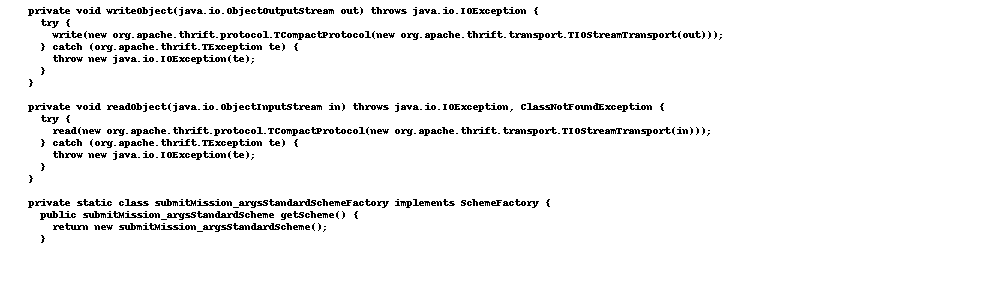 private void writeObject(java.io.ObjectOutputStream out) throws java.io.IOException {
try {
write(new org.apache.thrift.protocol.TCompactProtocol(new org.apache.thrift.transport.TIOStreamTransport(out)));
} catch (org.apache.thrift.TException te) {
throw new java.io.IOException(te);
}
}
private void readObject(java.io.ObjectInputStream in) throws java.io.IOException, ClassNotFoundException {
try {
read(new org.apache.thrift.protocol.TCompactProtocol(new org.apache.thrift.transport.TIOStreamTransport(in)));
} catch (org.apache.thrift.TException te) {
throw new java.io.IOException(te);
}
}
private static class submitMission_argsStandardSchemeFactory implements SchemeFactory {
public submitMission_argsStandardScheme getScheme() {
return new submitMission_argsStandardScheme();
}